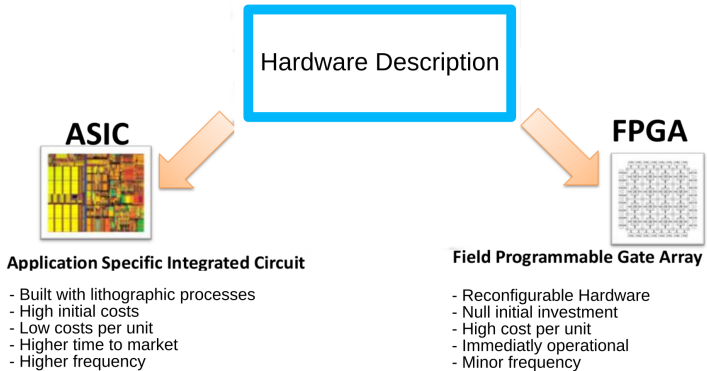 Hardware Description
ASIC
FPGA
Application Specific Integrated Circuit
- Built with lithographic processes
- High initial costs
- Low costs per unit
- Higher time to market
- Higher frequency
Field Programmable Gate Array
- Reconfigurable Hardware
- Null initial investment
- High cost per unit
- Immediatly operational
- Minor frequency